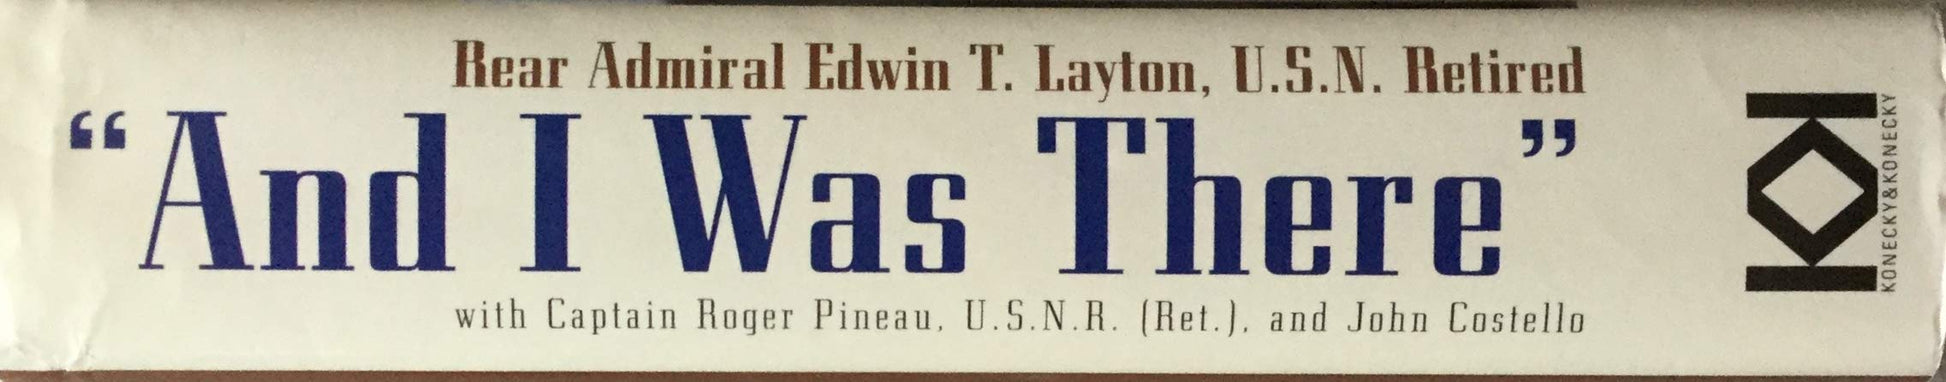 Rear Admiral Edwin T. Layton, U.S.N. Retired
“And I Was There”
with Captain Roger Pineau, U.S.N.R. (Ret.), and John Costello
KONECKY&KONECKY